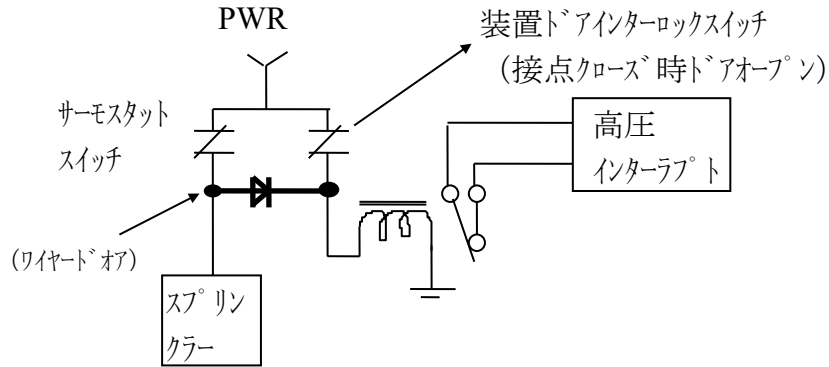 PWR
装置ﾄﾞｱｲﾝﾀｰﾛｯｸｽｲｯﾁ
(接点ｸﾛｰｽﾞ時ﾄﾞｱｵｰﾌﾟﾝ)
サーモスタット
スイッチ
高圧
ｲﾝﾀｰﾗﾌﾟﾄ
(ﾜｲﾔｰﾄﾞｵｱ)
ｽﾌﾟﾘﾝ
ｸﾗｰ